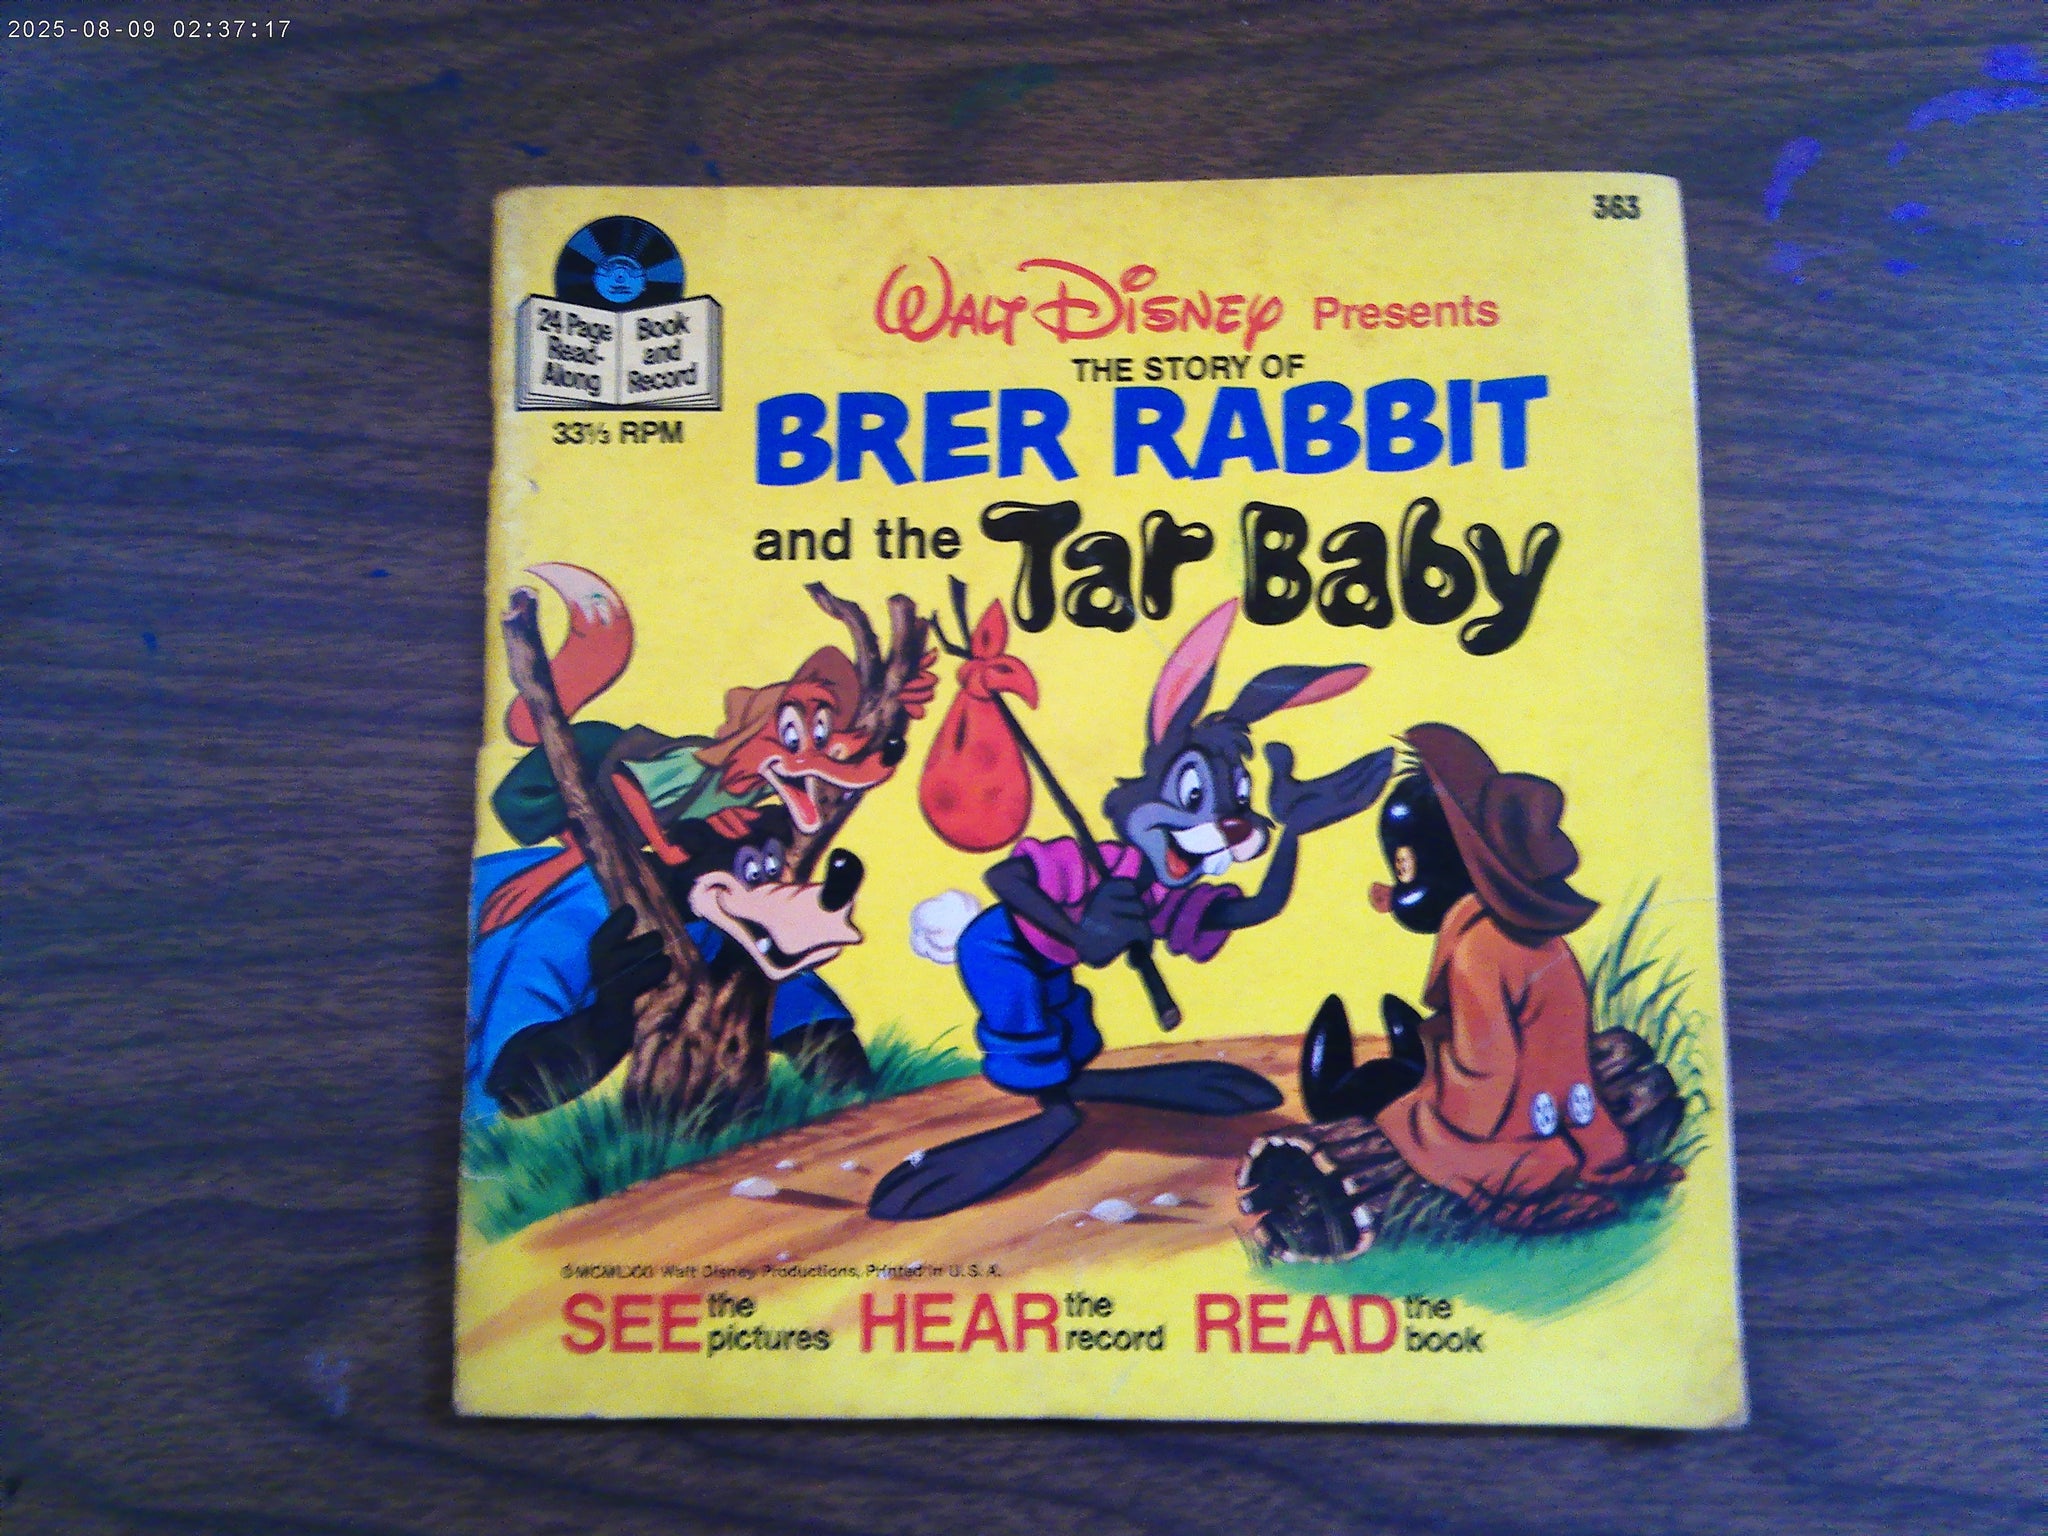 2025-08-09 02:37:17
363
24 Page
Read-
Along
Book
and
Record
33⅓ RPM
WALT DISNEY Presents
THE STORY OF
BRER RABBIT
and the Tar Baby
Walt Disney Productions, Printed in U.S.A.
SEE the pictures HEAR the record READ the book